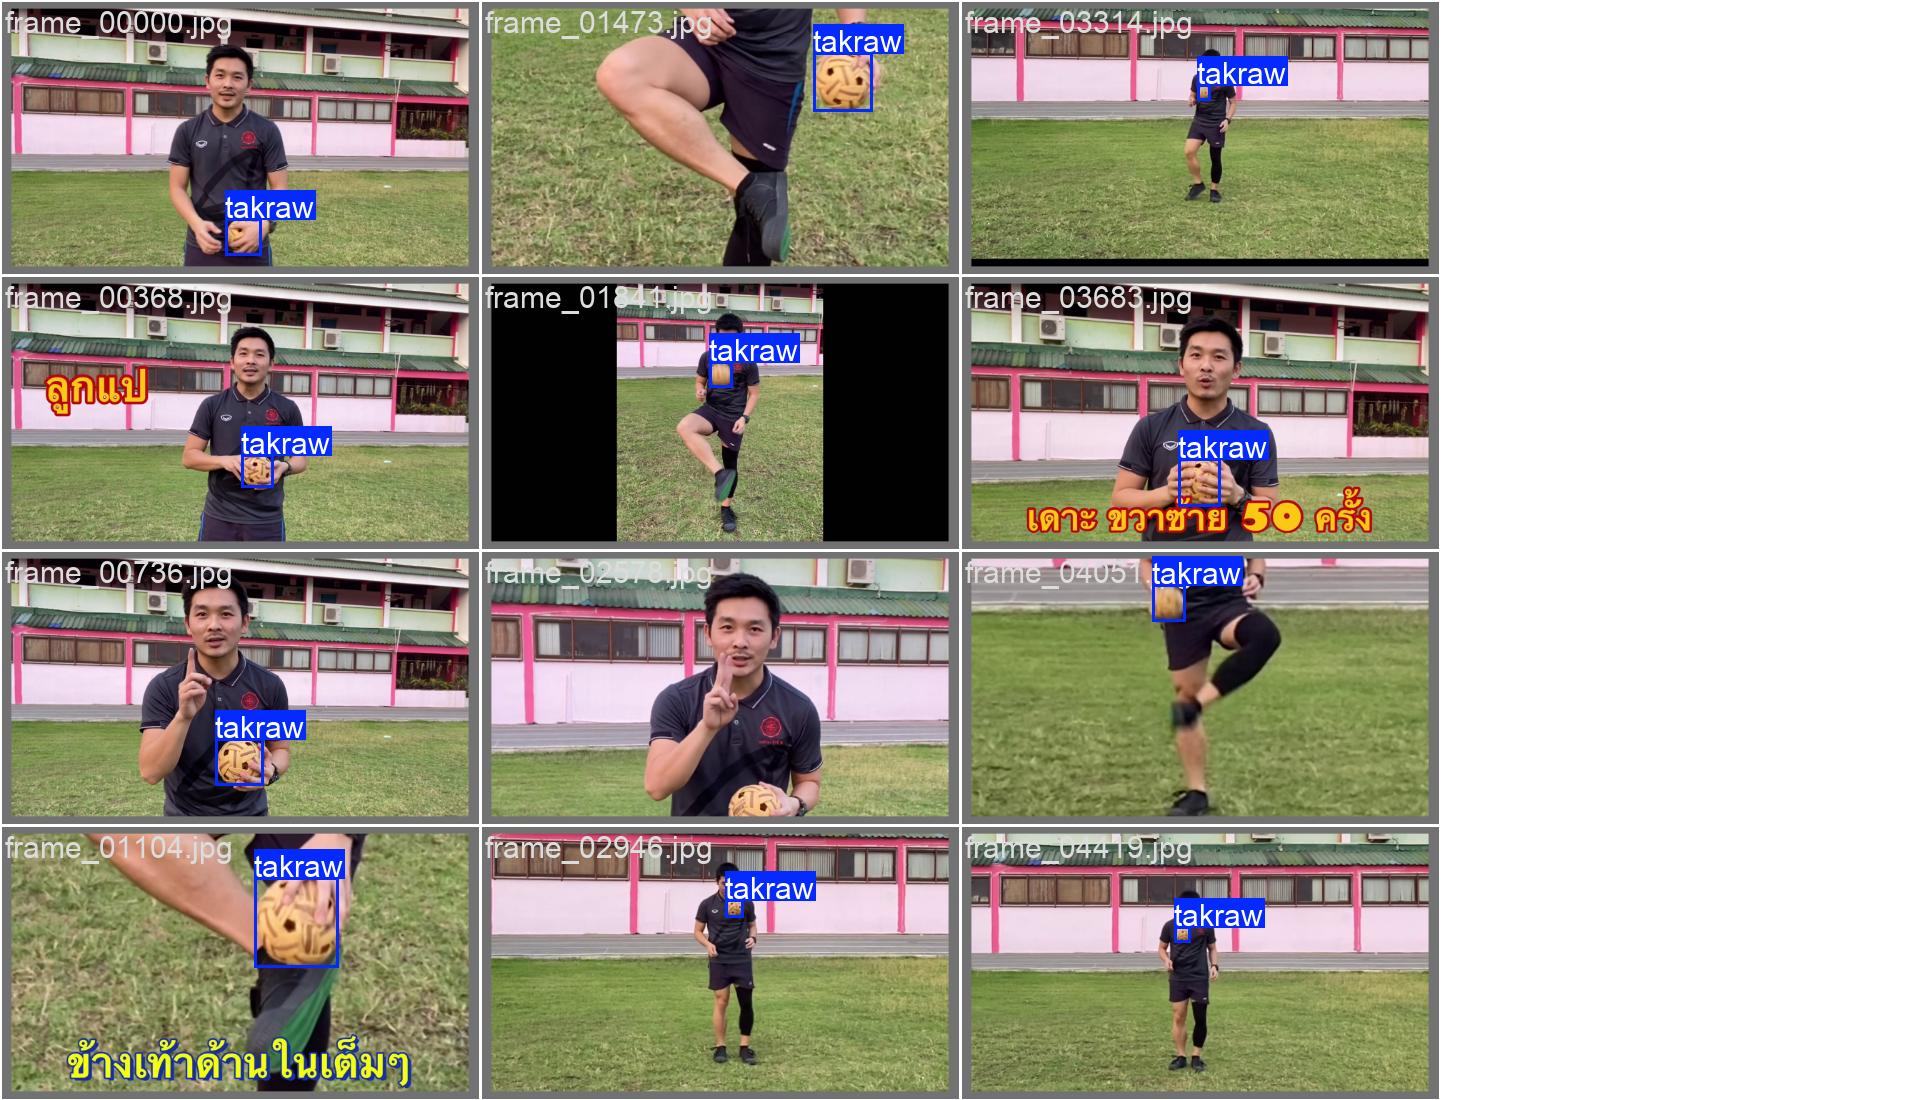 frame_00000.jpg
takraw
frame_01473.jpg
takraw
frame_03314.jpg
takraw
frame_00368.jpg
ลูกแป
takraw
frame_01841.jpg
takraw
frame_03683.jpg
takraw
เดาะ ขวาซ้าย 50 ครั้ง
frame_00736.jpg
takraw
frame_02578.jpg
frame_04051.
takraw
frame_01104.jpg
takraw
ข้างเท้าด้านในเต็มๆ
frame_02946.jpg
takraw
frame_04419.jpg
takraw